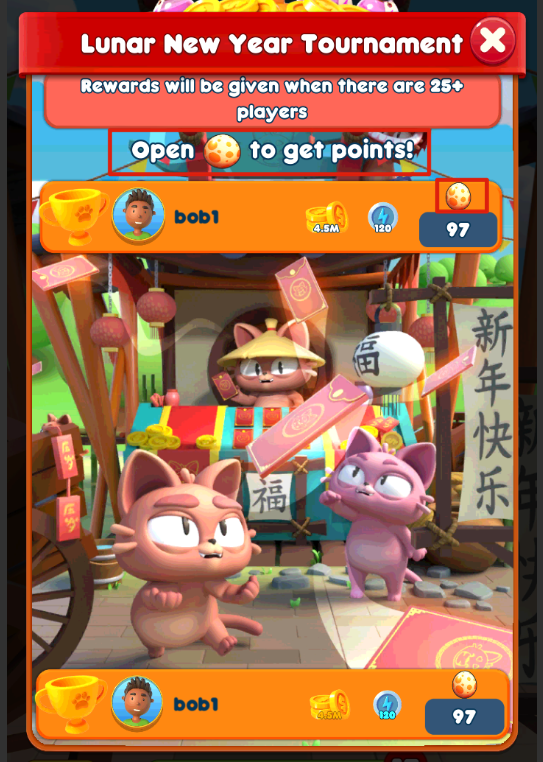 Lunar New Year Tournament
Rewards will be given when there are 25+
players
Open to get points!
bob1
4.5M
120
97
福
新年快乐
福
bob1
4.5M
120
97